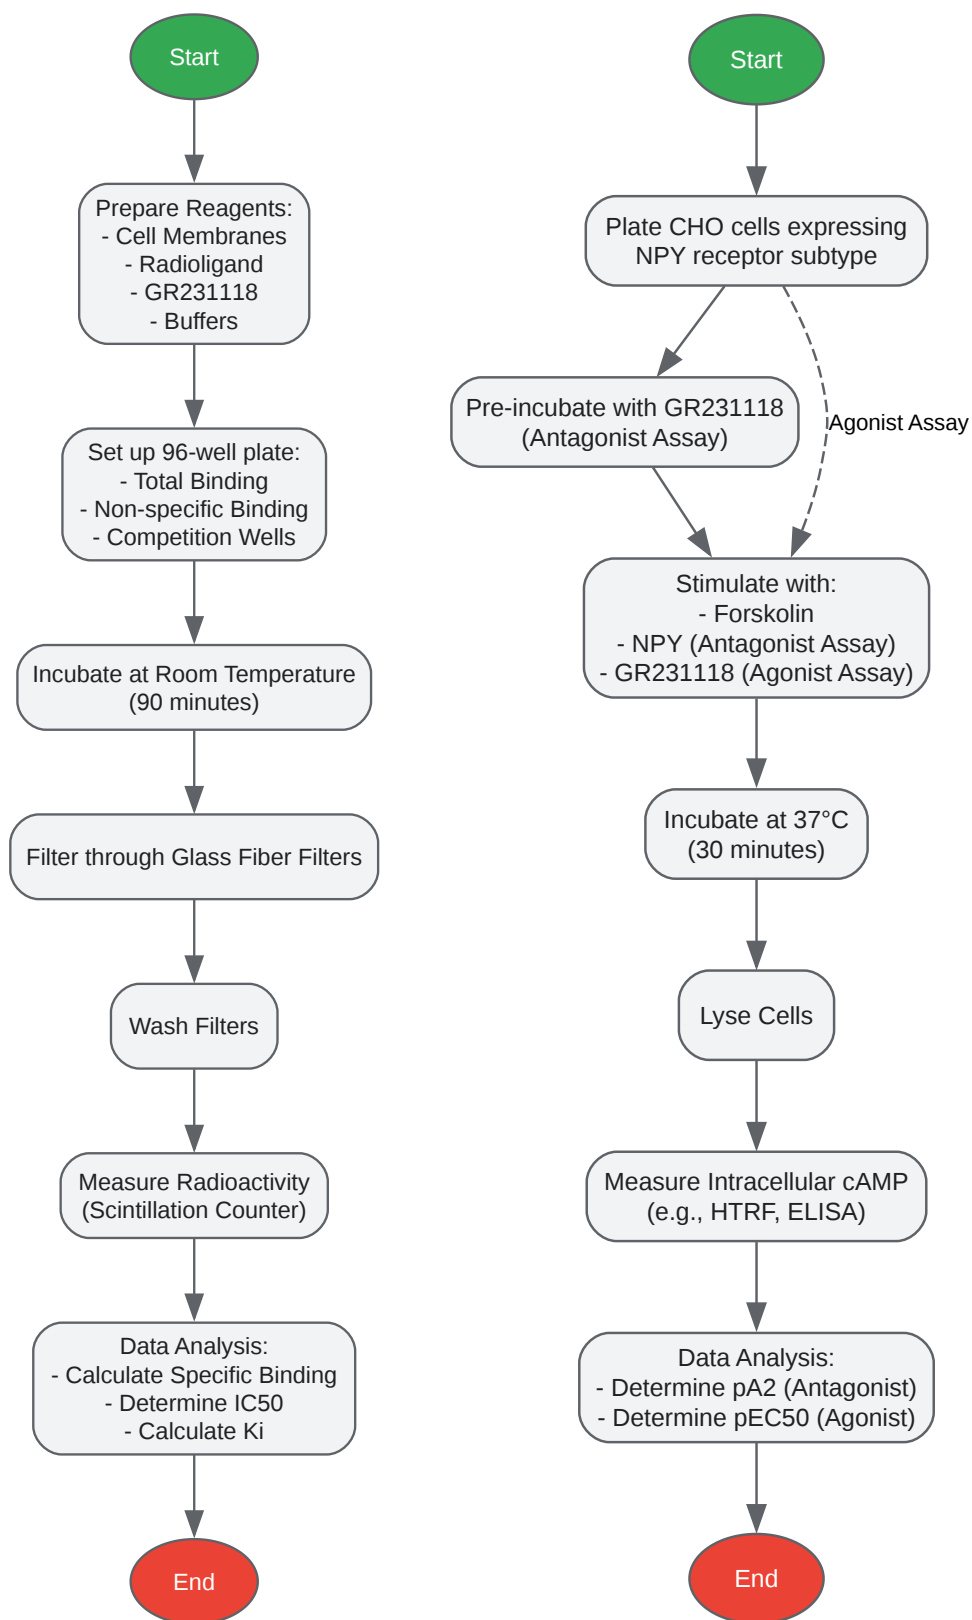 Start
Prepare Reagents:
- Cell Membranes
- Radioligand
- GR231118
- Buffers
Set up 96-well plate:
- Total Binding
- Non-specific Binding
- Competition Wells
Incubate at Room Temperature
(90 minutes)
Filter through Glass Fiber Filters
Wash Filters
Measure Radioactivity
(Scintillation Counter)
Data Analysis:
- Calculate Specific Binding
- Determine IC50
- Calculate Ki
End
Start
Plate CHO cells expressing
NPY receptor subtype
Pre-incubate with GR231118
(Antagonist Assay)
Agonist Assay
Stimulate with:
- Forskolin
- NPY (Antagonist Assay)
- GR231118 (Agonist Assay)
Incubate at 37°C
(30 minutes)
Lyse Cells
Measure Intracellular cAMP
(e.g., HTRF, ELISA)
Data Analysis:
- Determine pA2 (Antagonist)
- Determine pEC50 (Agonist)
End